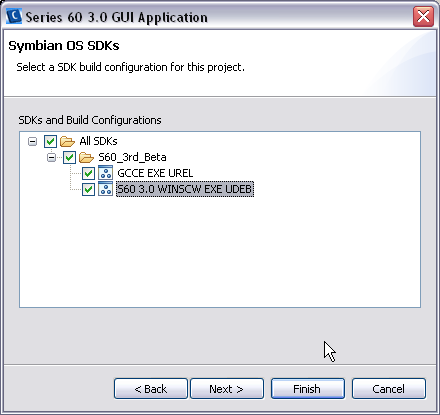 Series 60 3.0 GUI Application
Symbian OS SDKs
Select a SDK build configuration for this project.
SDKs and Build Configurations
All SDKs
S60_3rd_Beta
GCCE EXE UREL
S60 3.0 WINSCW EXE UDEB
< Back
Next >
Finish
Cancel